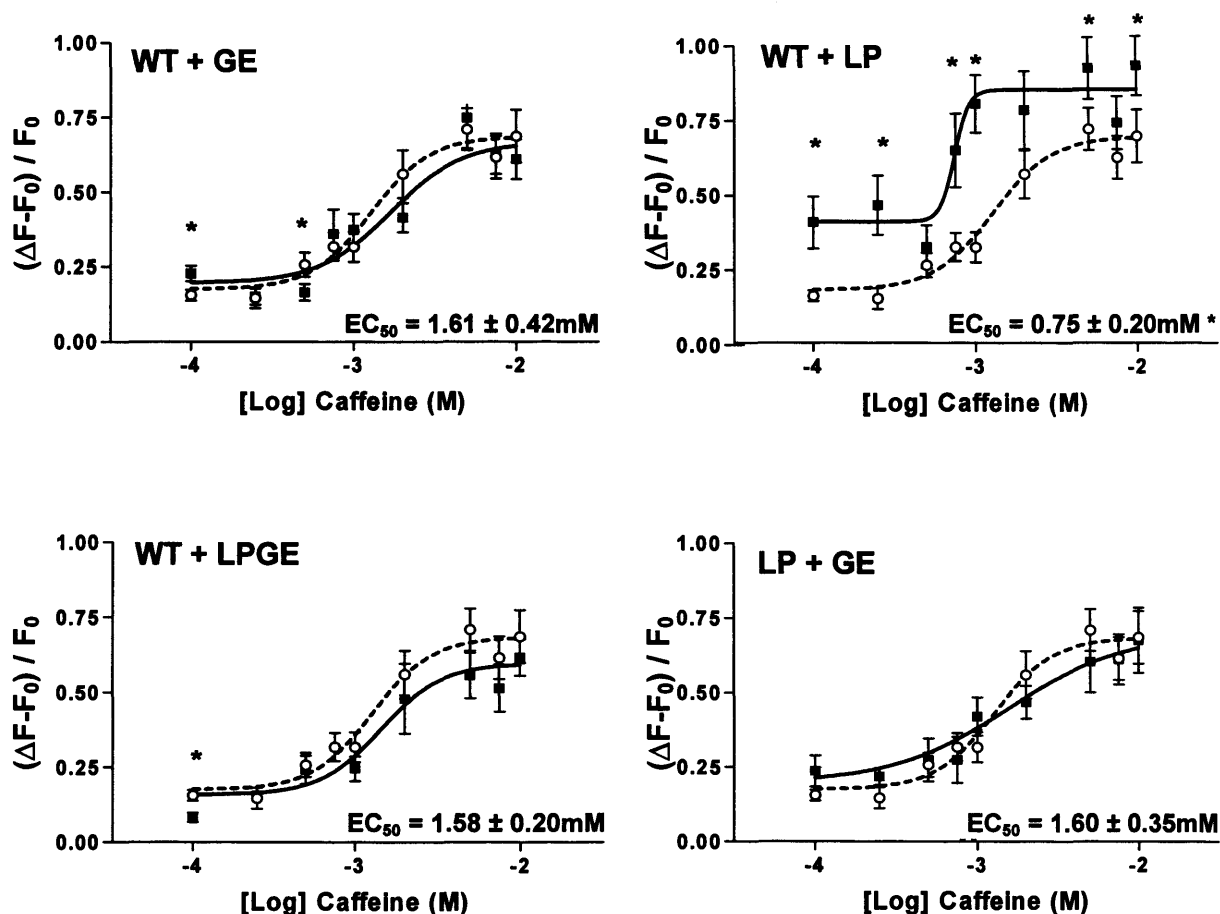 WT + GE
1.00
0.75
0.50
0.25
0.00
(ΔF-F₀) / F₀
*
*
EC₅₀ = 1.61 ± 0.42mM
-4
-3
-2
[Log] Caffeine (M)
WT + LP
1.00
0.75
0.50
0.25
0.00
(ΔF-F₀) / F₀
*
*
*
*
*
*
EC₅₀ = 0.75 ± 0.20mM *
-4
-3
-2
[Log] Caffeine (M)
WT + LPGE
1.00
0.75
0.50
0.25
0.00
(ΔF-F₀) / F₀
*
EC₅₀ = 1.58 ± 0.20mM
-4
-3
-2
[Log] Caffeine (M)
LP + GE
1.00
0.75
0.50
0.25
0.00
(ΔF-F₀) / F₀
EC₅₀ = 1.60 ± 0.35mM
-4
-3
-2
[Log] Caffeine (M)